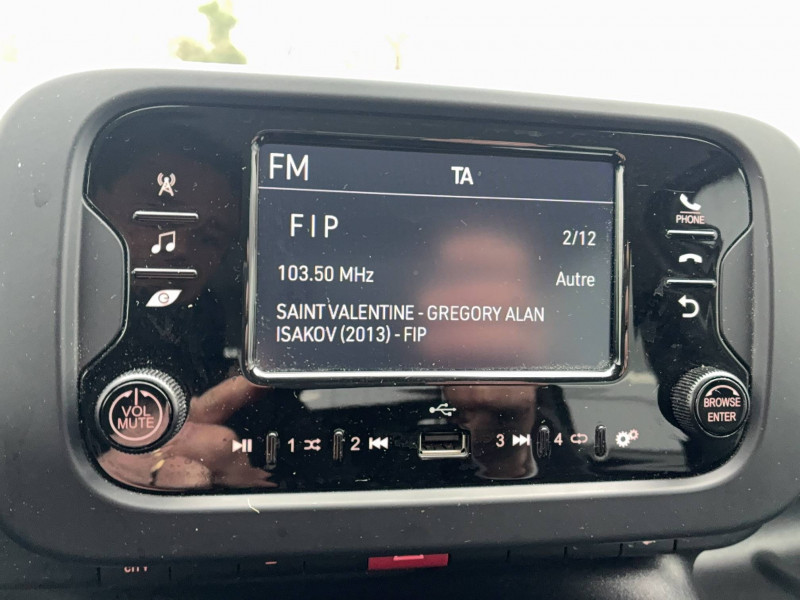 FM
TA
FIP
2/12
103.50 MHz
Autre
SAINT VALENTINE - GREGORY ALAN
ISAKOV (2013) - FIP
PHONE
VOL
MUTE
BROWSE
ENTER
1
2
3
4
CITY